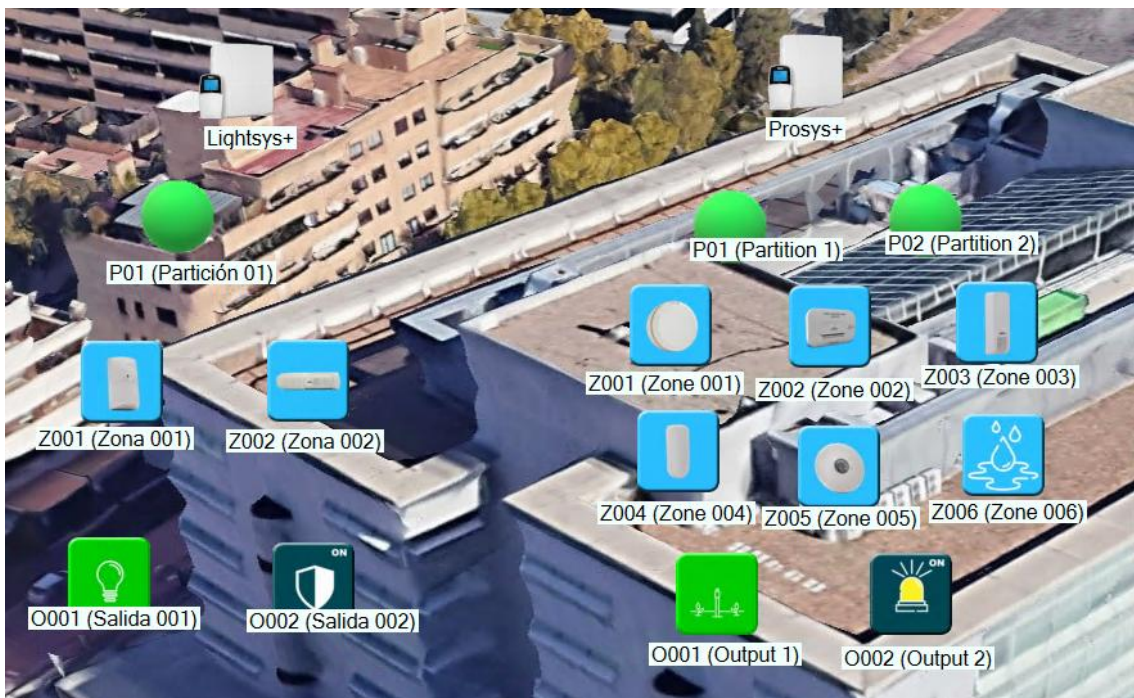 Lightsys+
Prosys+
P01 (Partición 01)
P01 (Partition 1)
P02 (Partition 2)
Z001 (Zona 001)
Z002 (Zona 002)
Z001 (Zone 001)
Z002 (Zone 002)
Z003 (Zone 003)
Z004 (Zone 004)
Z005 (Zone 005)
Z006 (Zone 006)
O001 (Salida 001)
ON
O002 (Salida 002)
O001 (Output 1)
ON
O002 (Output 2)